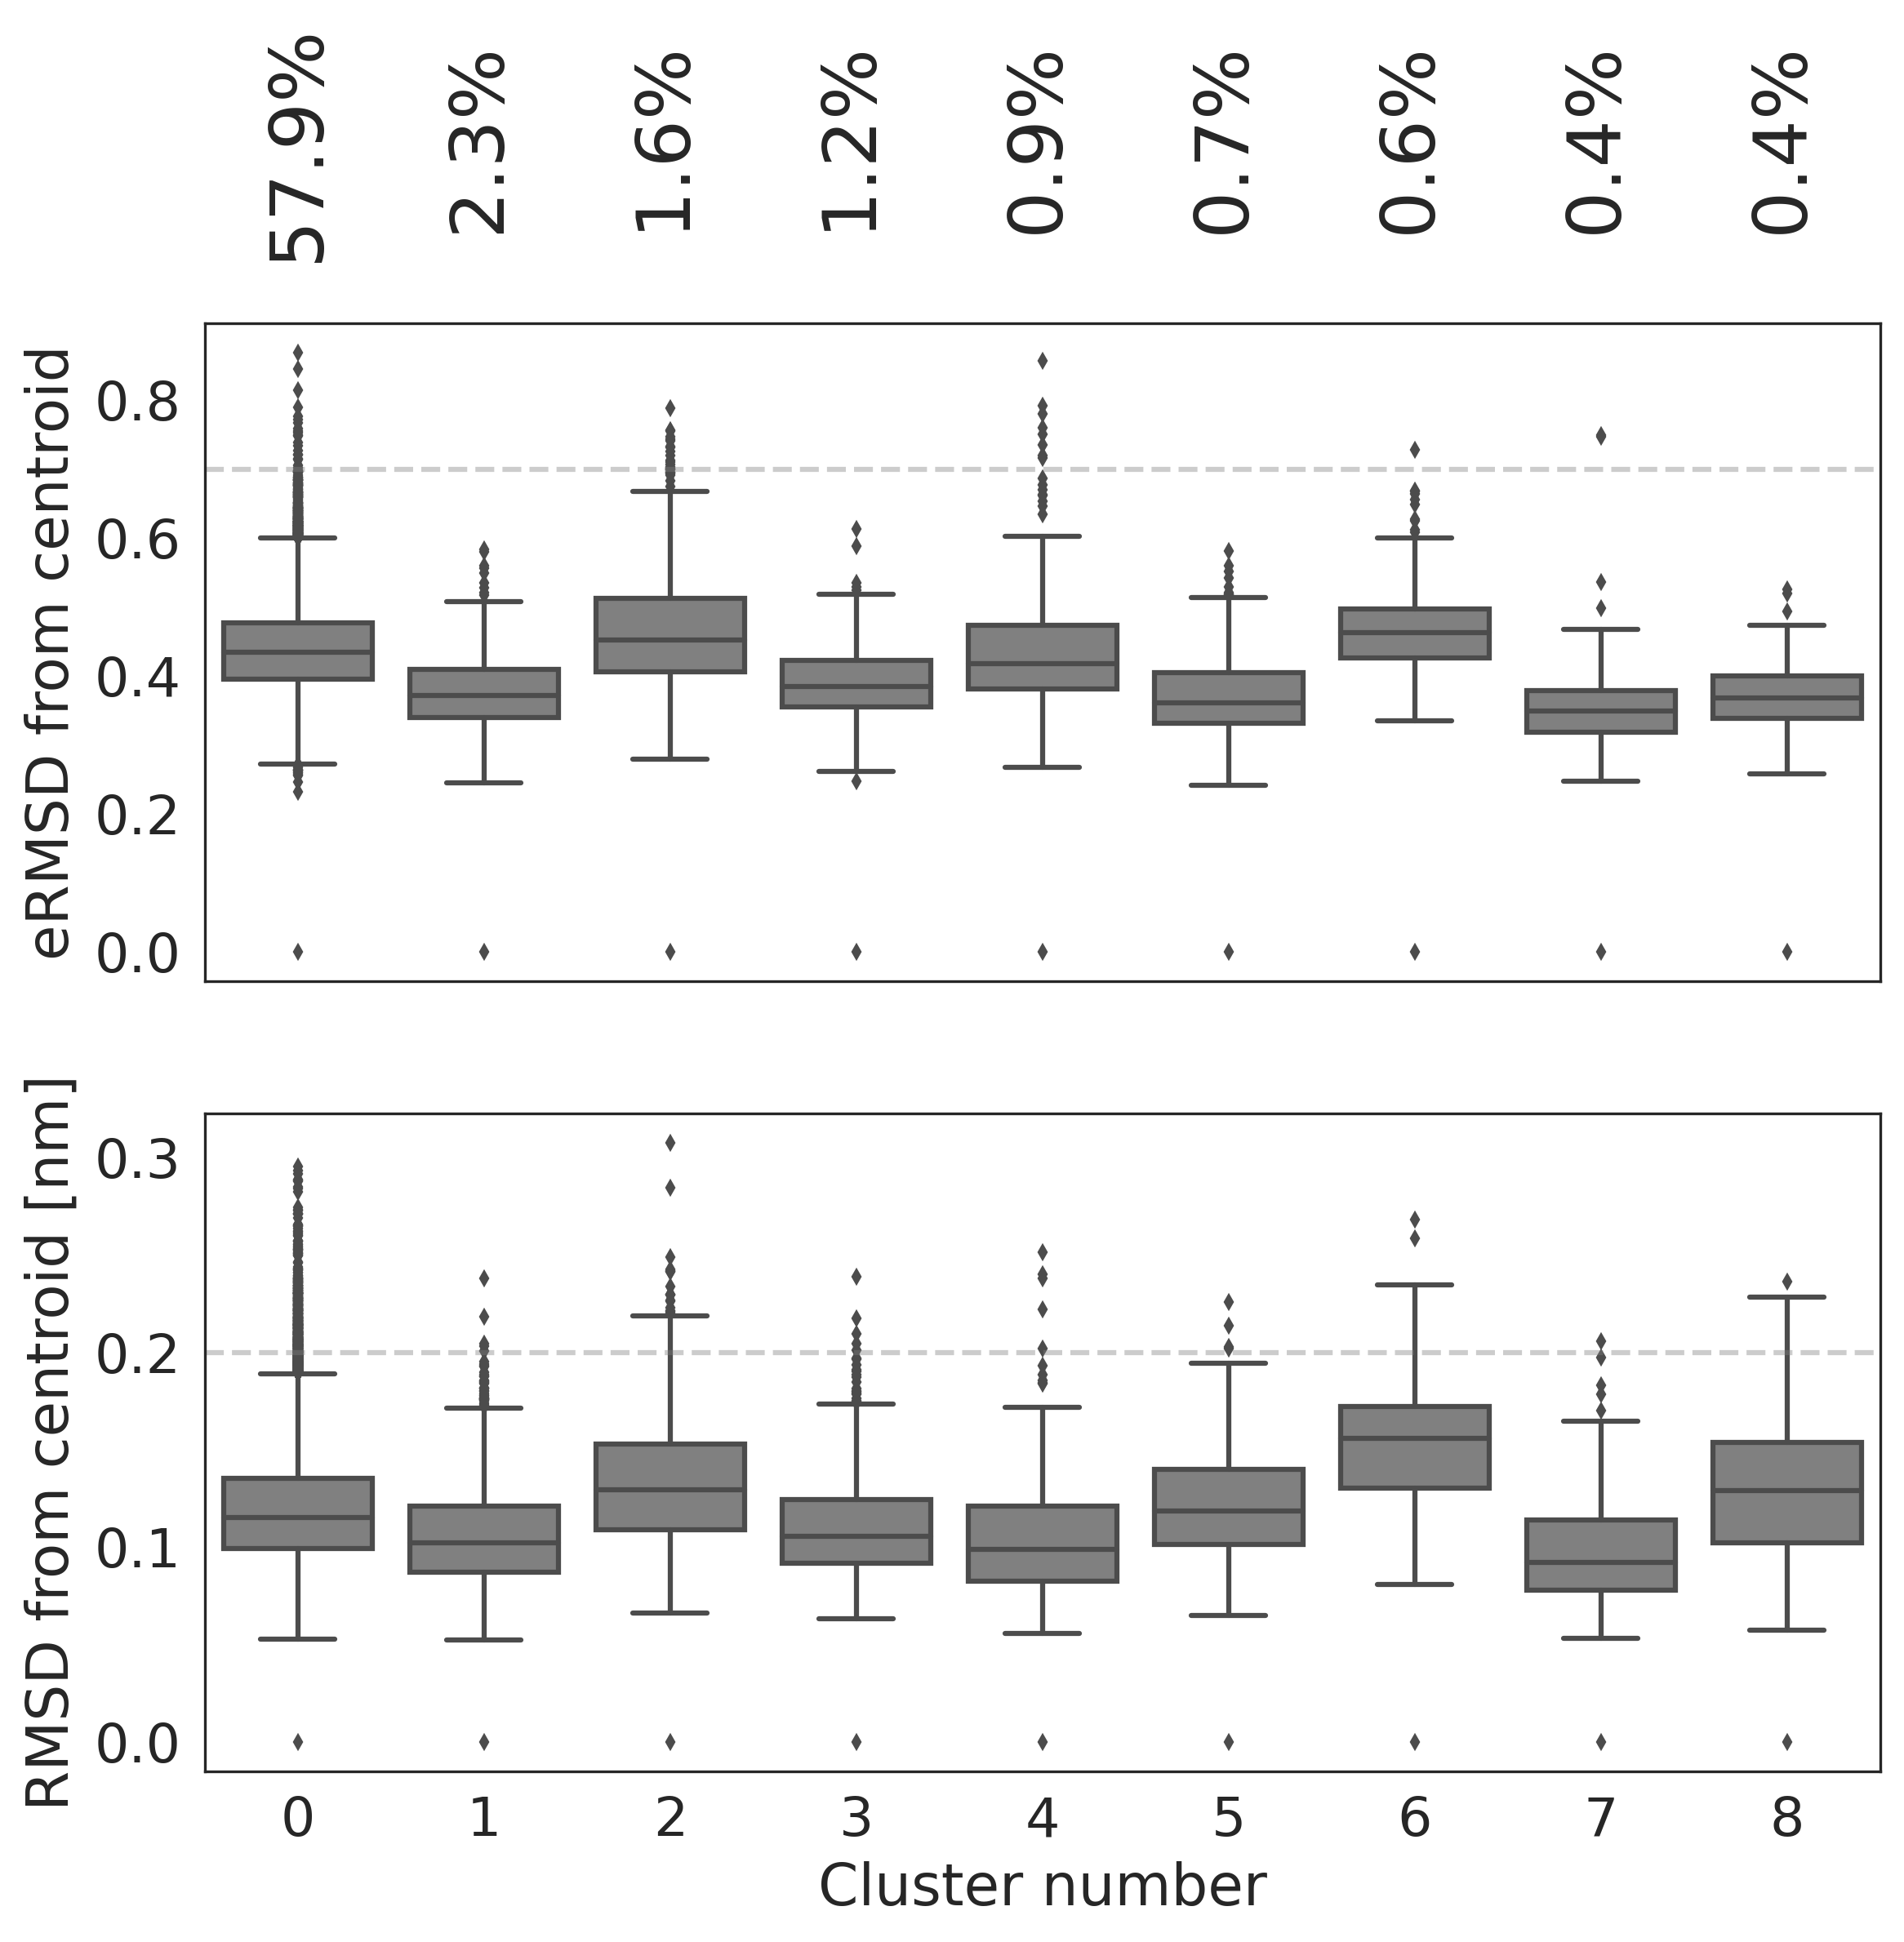 57.9% 2.3% 1.6% 1.2% 0.9% 0.7% 0.6% 0.4% 0.4%
eRMSD from centroid
0.8
0.6
0.4
0.2
0.0
RMSD from centroid [nm]
0.3
0.2
0.1
0.0
0 1 2 3 4 5 6 7 8
Cluster number